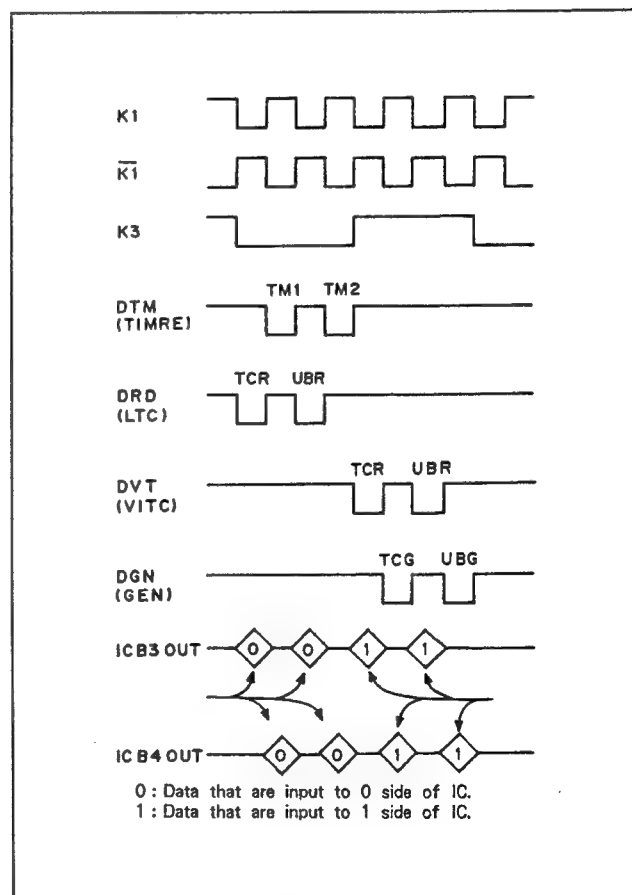 K1
K1
K3
TM1 TM2
DTM
(TIMRE)
TCR UBR
DRD
(LTC)
TCR UBR
DVT
(VITC)
TCG UBG
DGN
(GEN)
ICB3 OUT
0 0 1 1
ICB4 OUT
0 0 1 1
0 : Data that are input to 0 side of IC.
1 : Data that are input to 1 side of IC.